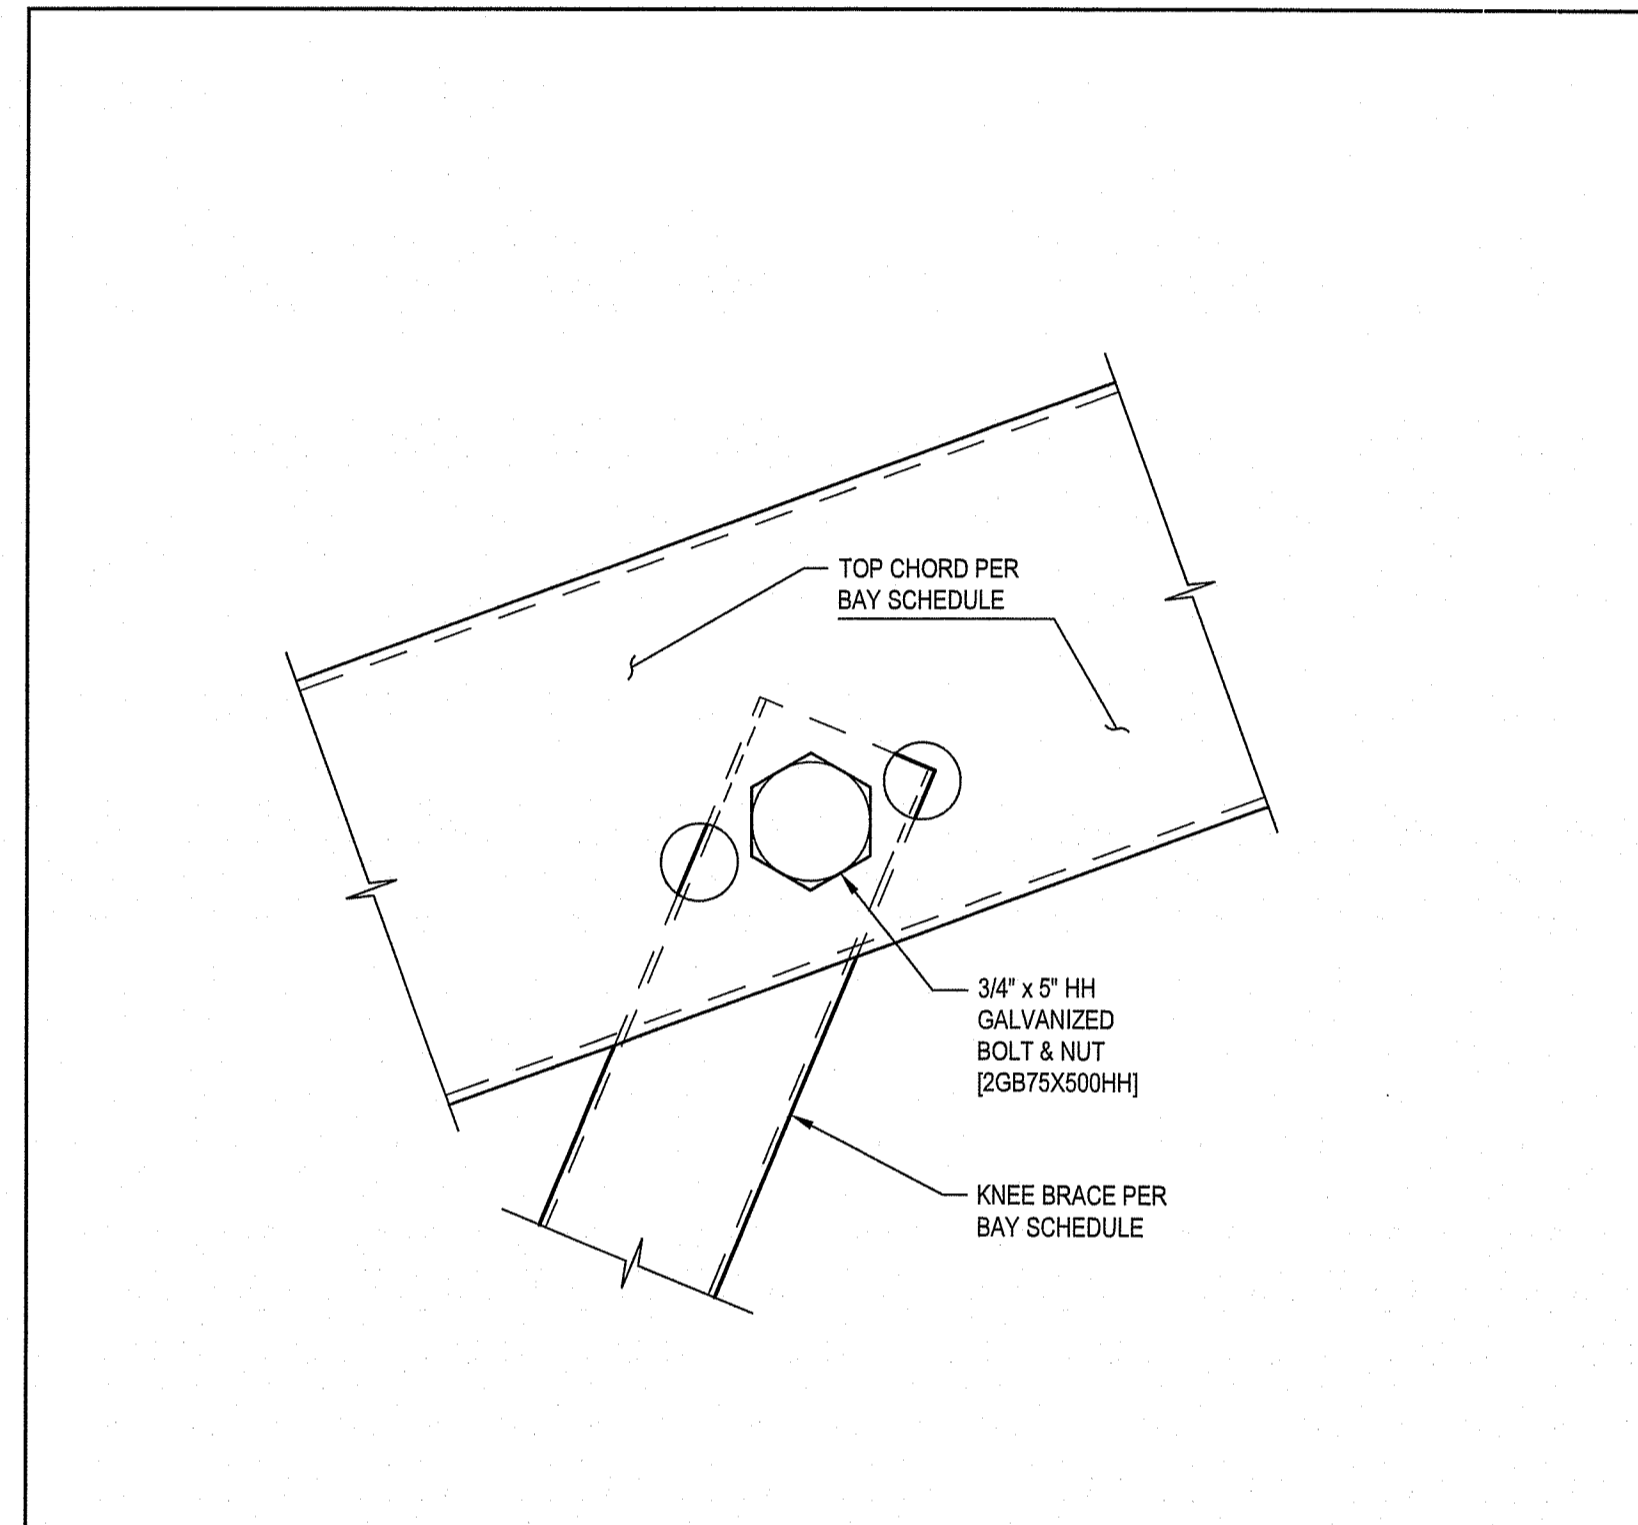 TOP CHORD PER
BAY SCHEDULE
3/4" x 5" HH
GALVANIZED
BOLT & NUT
[2GB75X500HH]
KNEE BRACE PER
BAY SCHEDULE